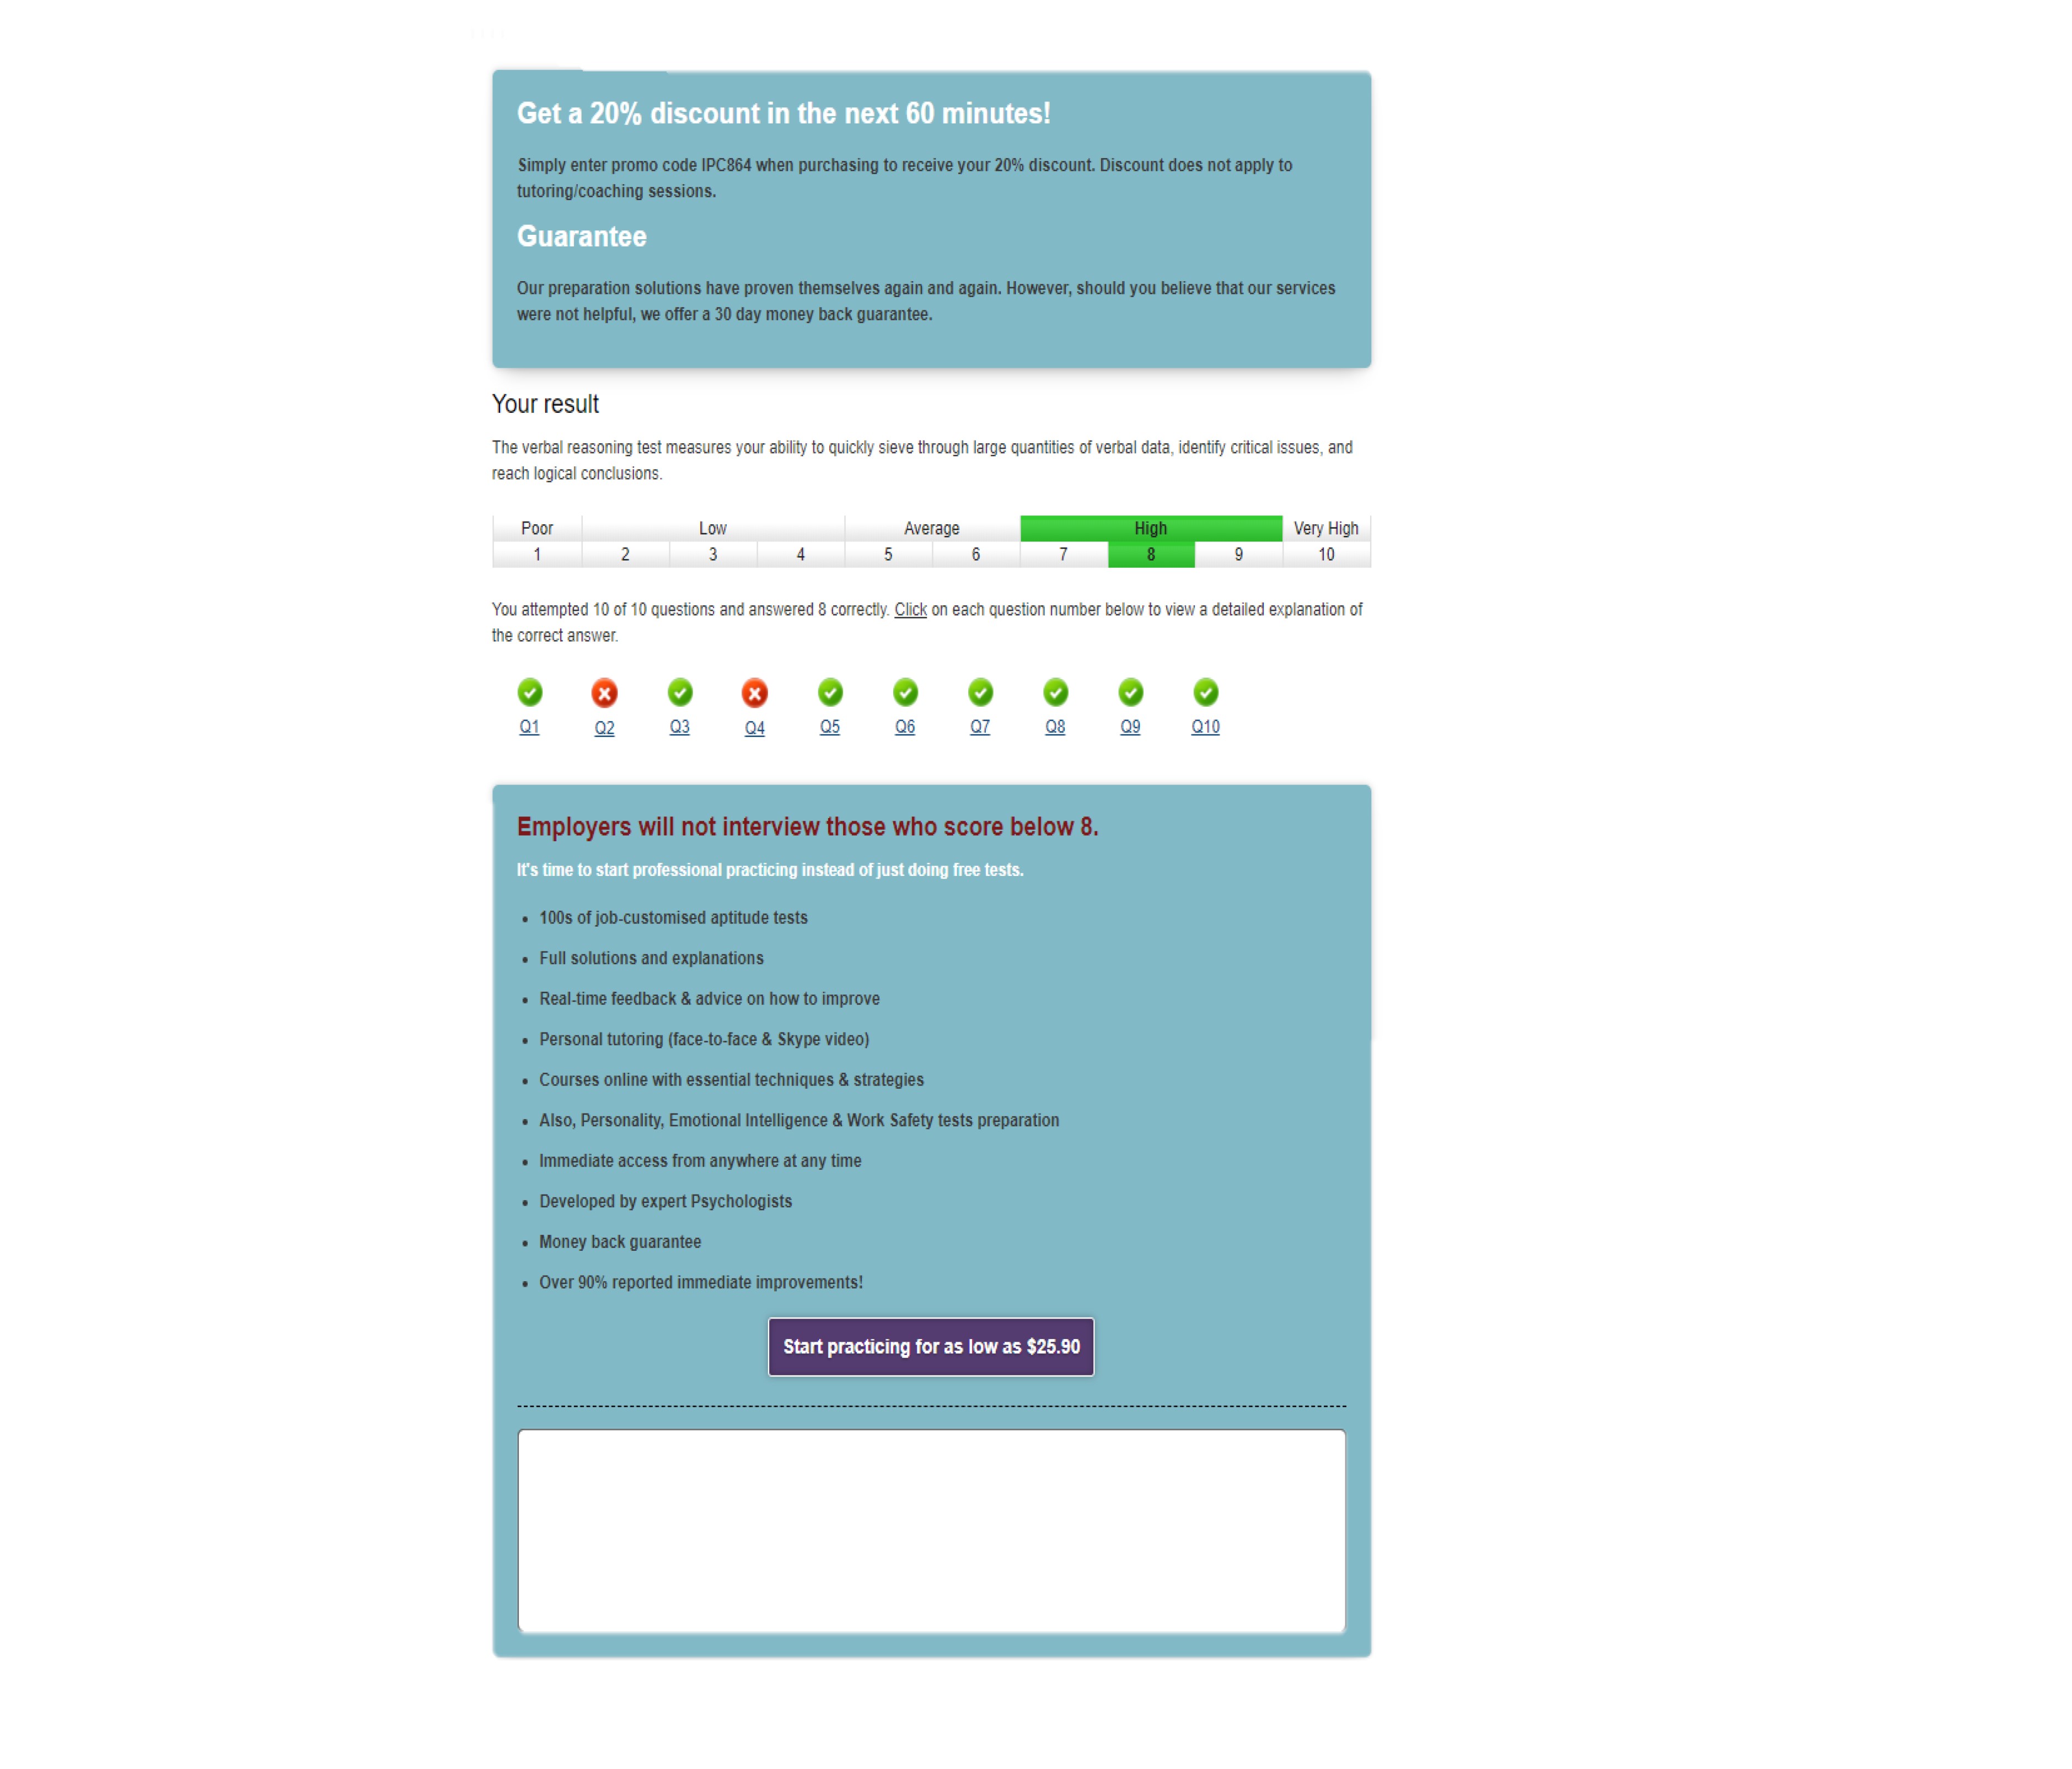 Get a 20% discount in the next 60 minutes!
Simply enter promo code IPC864 when purchasing to receive your 20% discount. Discount does not apply to
tutoring/coaching sessions.
Guarantee
Our preparation solutions have proven themselves again and again. However, should you believe that our services
were not helpful, we offer a 30 day money back guarantee.
Your result
The verbal reasoning test measures your ability to quickly sieve through large quantities of verbal data, identify critical issues, and
reach logical conclusions.
Poor Low Average High Very High
1 2 3 4 5 6 7 8 9 10
You attempted 10 of 10 questions and answered 8 correctly. Click on each question number below to view a detailed explanation of
the correct answer.
Q1 Q2 Q3 Q4 Q5 Q6 Q7 Q8 Q9 Q10
Employers will not interview those who score below 8.
It's time to start professional practicing instead of just doing free tests.
• 100s of job-customised aptitude tests
• Full solutions and explanations
• Real-time feedback & advice on how to improve
• Personal tutoring (face-to-face & Skype video)
• Courses online with essential techniques & strategies
• Also, Personality, Emotional Intelligence & Work Safety tests preparation
• Immediate access from anywhere at any time
• Developed by expert Psychologists
• Money back guarantee
• Over 90% reported immediate improvements!
Start practicing for as low as $25.90